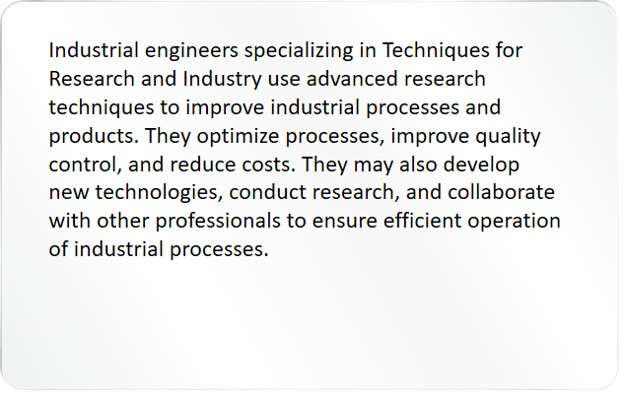 Industrial engineers specializing in Techniques for
Research and Industry use advanced research
techniques to improve industrial processes and
products. They optimize processes, improve quality
control, and reduce costs. They may also develop
new technologies, conduct research, and collaborate
with other professionals to ensure efficient operation
of industrial processes.